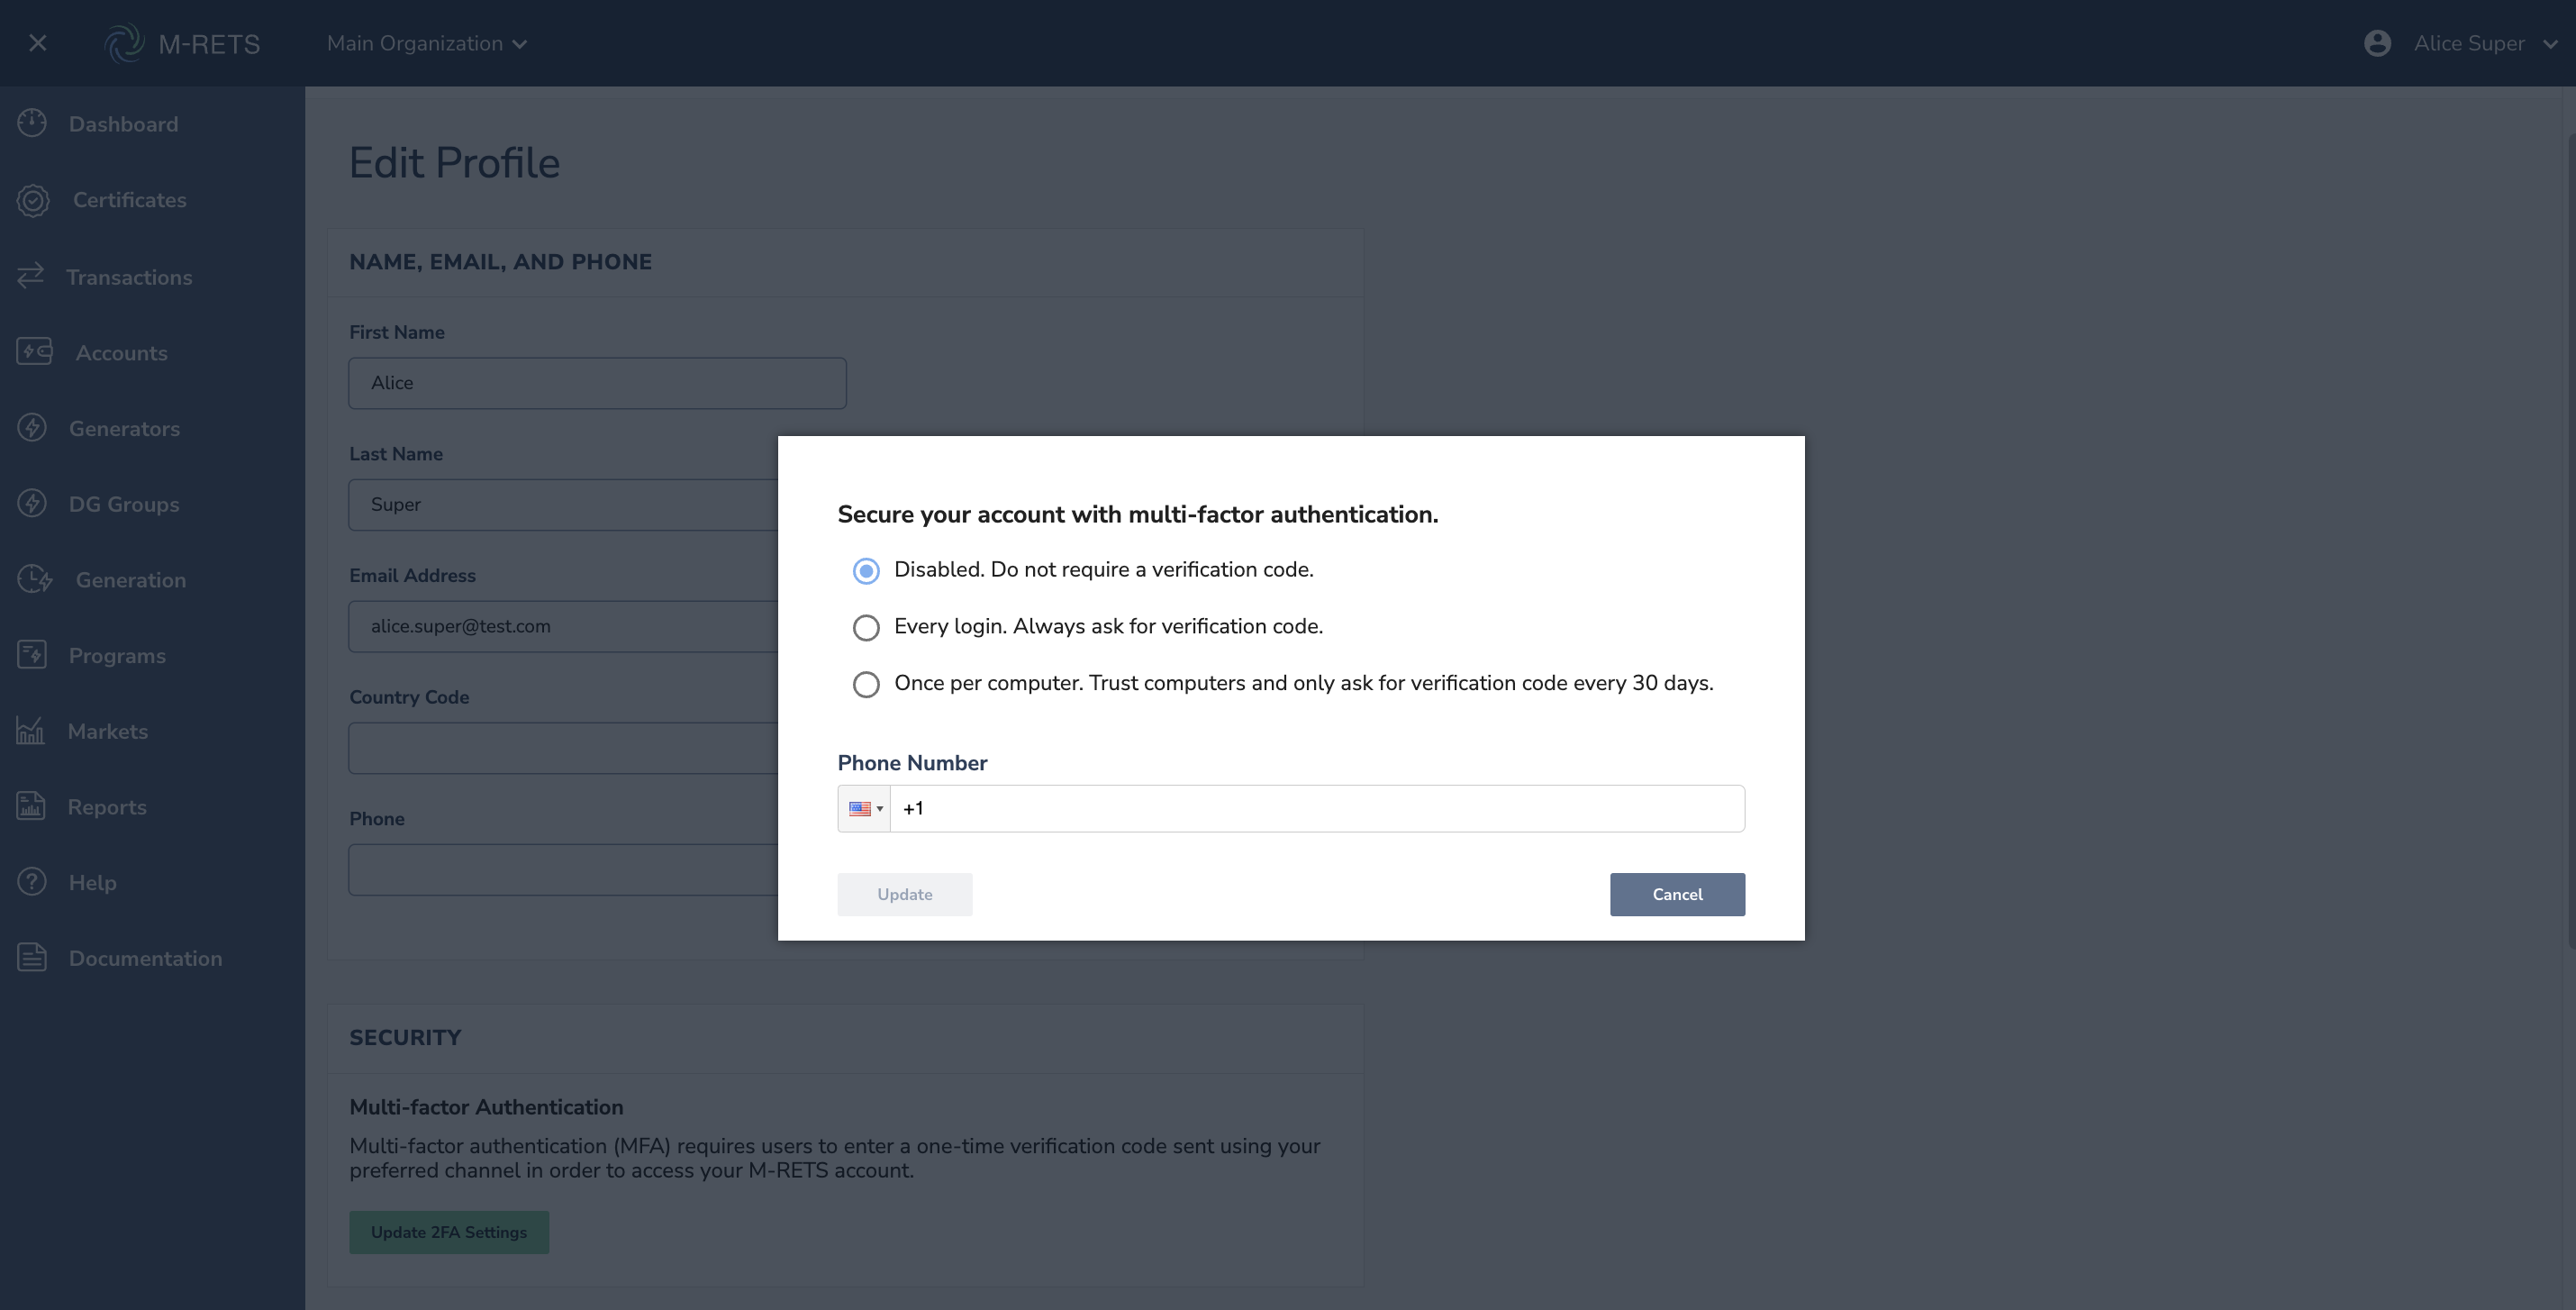 M-RETS
Main Organization
Alice Super
Dashboard
Certificates
Transactions
Accounts
Generators
DG Groups
Generation
Programs
Markets
Reports
Help
Documentation
Edit Profile
NAME, EMAIL, AND PHONE
First Name
Alice
Last Name
Super
Email Address
alice.super@test.com
Country Code
Phone
Secure your account with multi-factor authentication.
Disabled. Do not require a verification code.
Every login. Always ask for verification code.
Once per computer. Trust computers and only ask for verification code every 30 days.
Phone Number
+1
Update
Cancel
SECURITY
Multi-factor Authentication
Multi-factor authentication (MFA) requires users to enter a one-time verification code sent using your
preferred channel in order to access your M-RETS account.
Update 2FA Settings